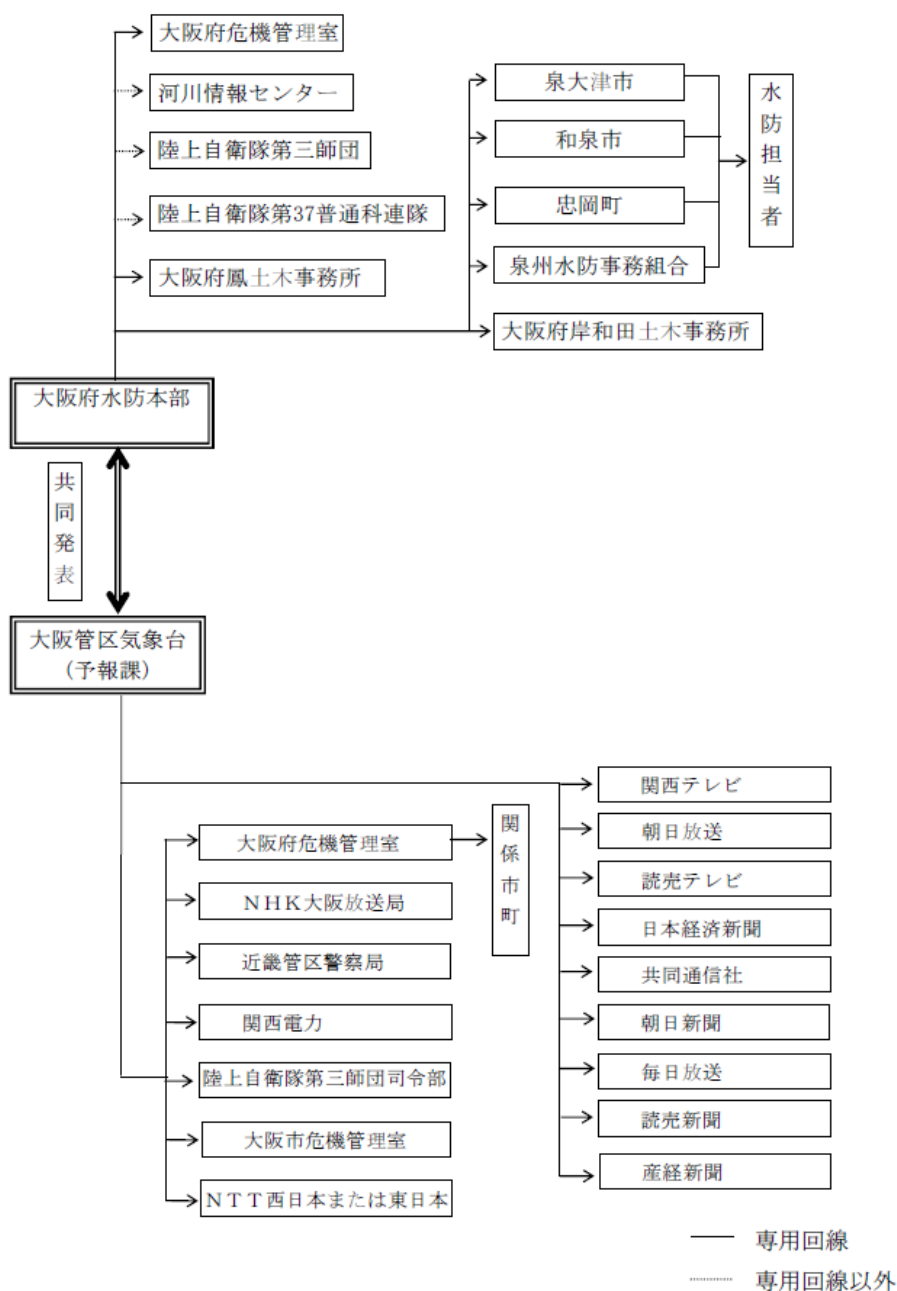 大阪府危機管理室
河川情報センター
陸上自衛隊第三師団
陸上自衛隊第37普通科連隊
大阪府鳳土木事務所
泉大津市
和泉市
忠岡町
泉州水防事務組合
大阪府岸和田土木事務所
水防担当者
大阪府水防本部
共同発表
大阪管区気象台
(予報課)
大阪府危機管理室
NHK大阪放送局
近畿管区警察局
関西電力
陸上自衛隊第三師団司令部
大阪市危機管理室
NTT西日本または東日本
関係市町
関西テレビ
朝日放送
読売テレビ
日本経済新聞
共同通信社
朝日新聞
毎日放送
読売新聞
産経新聞
専用回線
専用回線以外